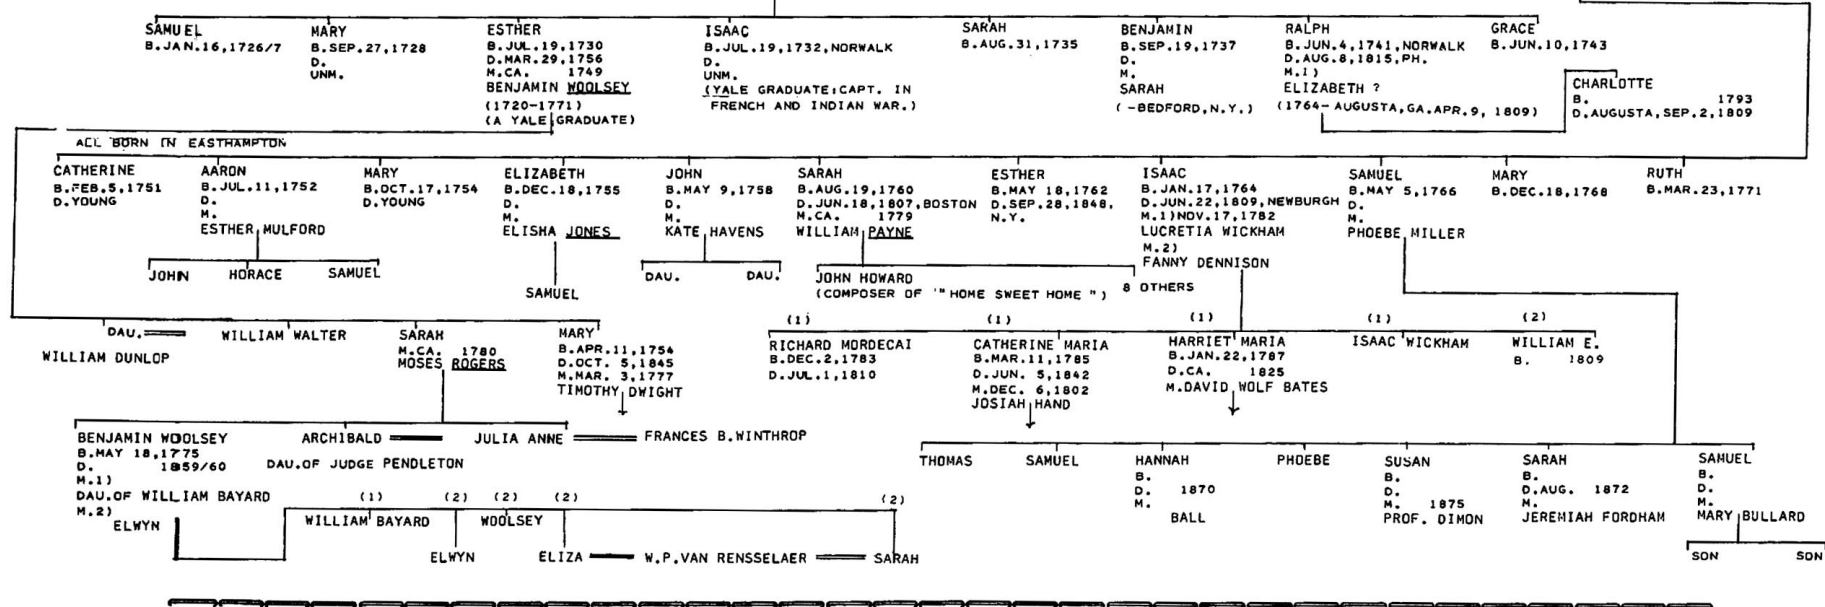 SAMUEL
B.JAN.16,1726/7
MARY
B.SEP.27,1728
D.
UNM.
ESTHER
B.JUL.19,1730
D.MAR.29,1756
M.CA. 1749
BENJAMIN WOOLSEY
(1720-1771)
(A YALE GRADUATE)
ISAAC
B.JUL.19,1732,NORWALK
D.
UNM.
(YALE GRADUATE;CAPT. IN
FRENCH AND INDIAN WAR.)
SARAH
B.AUG.31,1735
BENJAMIN
B.SEP.19,1737
D.
M.
SARAH
( -BEDFORD,N.Y.)
RALPH
B.JUN.4,1741,NORWALK
D.AUG.8,1815,PH.
M.1)
ELIZABETH ?
(1764-AUGUSTA,GA.APR.9, 1809)
GRACE
B.JUN.10,1743
CHARLOTTE
B. 1793
D.AUGUSTA,SEP.2,1809
ALL BORN IN EASTHAMPTON
CATHERINE
B.FEB.5,1751
D.YOUNG
AARON
B.JUL.11,1752
D.
M.
ESTHER MULFORD
MARY
B.OCT.17,1754
D.YOUNG
ELIZABETH
B.DEC.18,1755
D.
M.
ELISHA JONES
JOHN
B.MAY 9,1758
D.
M.
KATE HAVENS
SARAH
B.AUG.19,1760
D.JUN.18,1807,BOSTON
M.CA. 1779
WILLIAM PAYNE
ESTHER
B.MAY 18,1762
D.SEP.28,1848,
N.Y.
ISAAC
B.JAN.17,1764
D.JUN.22,1809,NEWBURGH
M.1)NOV.17,1782
LUCRETIA WICKHAM
M.2)
FANNY DENNISON
SAMUEL
B.MAY 5,1766
D.
M.
PHOEBE MILLER
MARY
B.DEC.18,1768
RUTH
B.MAR.23,1771
JOHN HORACE SAMUEL
SAMUEL
DAU. DAU.
JOHN HOWARD
(COMPOSER OF "HOME SWEET HOME ")
8 OTHERS
DAU.
WILLIAM DUNLOP
WILLIAM WALTER
SARAH
M.CA. 1780
MOSES ROGERS
MARY
B.APR.11,1754
D.OCT. 5,1845
M.MAR. 3,1777
TIMOTHY DWIGHT
(1)
RICHARD MORDECAI
B.DEC.2,1783
D.JUL.1,1810
(1)
CATHERINE MARIA
B.MAR.11,1785
D.JUN. 5,1842
M.DEC. 6,1802
JOSIAH HAND
(1)
HARRIET MARIA
B.JAN.22,1787
D.CA. 1825
M.DAVID WOLF BATES
(1)
ISAAC WICKHAM
(2)
WILLIAM E.
B. 1809
BENJAMIN WOOLSEY
B.MAY 18,1775
D. 1859/60
M.1)
DAU.OF WILLIAM BAYARD
M.2)
ELWYN
ARCHIBALD
DAU.OF JUDGE PENDLETON
JULIA ANNE
FRANCES B.WINTHROP
(1) (2) (2) (2) (2)
WILLIAM BAYARD WOOLSEY
ELWYN ELIZA W.P.VAN RENSSELAER SARAH
THOMAS
SAMUEL
HANNAH
B.
D. 1870
M.
BALL
PHOEBE
SUSAN
B.
D.
M. 1875
PROF. DIMON
SARAH
B.
D.AUG. 1872
M.
JEREMIAH FORDHAM
SAMUEL
B.
D.
M.
MARY BULLARD
SON SON